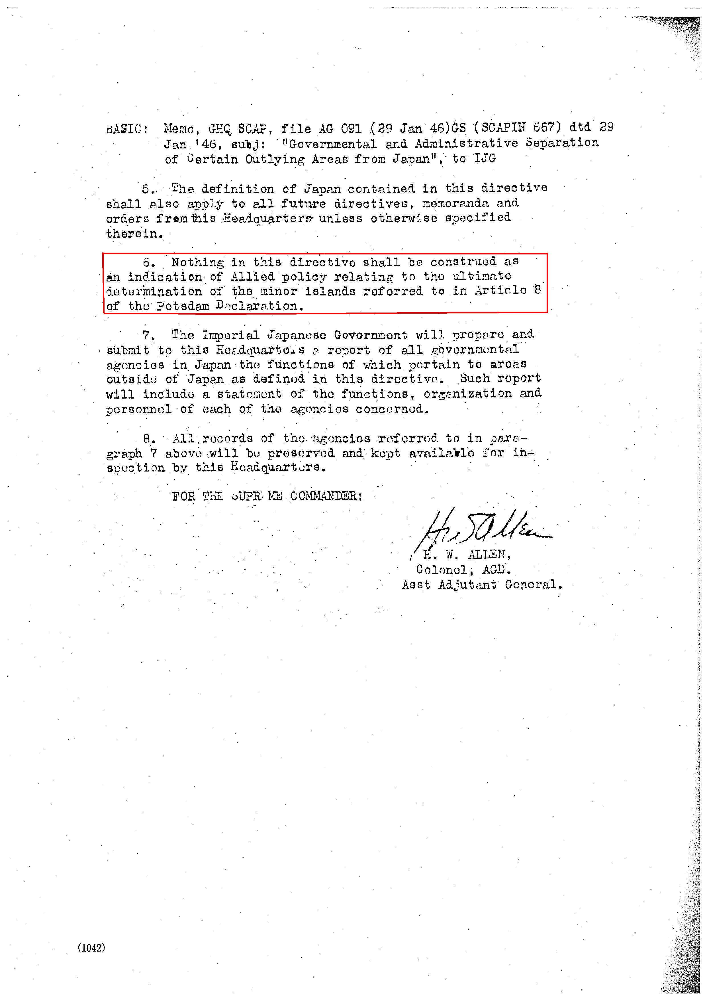 BASIC: Memo, GHQ SCAP, file AG 091 (29 Jan 46)GS (SCAPIN 667) dtd 29
Jan '46, subj: "Governmental and Administrative Separation
of Certain Outlying Areas from Japan", to IJG
5. The definition of Japan contained in this directive
shall also apply to all future directives, memoranda and
orders from this Headquarters unless otherwise specified
therein.
6. Nothing in this directive shall be construed as
an indication of Allied policy relating to the ultimate
determination of the minor islands referred to in Article 8
of the Potsdam Declaration.
7. The Imperial Japanese Government will prepare and
submit to this Headquarters a report of all governmental
agencies in Japan the functions of which pertain to areas
outside of Japan as defined in this directive. Such report
will include a statement of the functions, organization and
personnel of each of the agencies concerned.
8. All records of the agencies referred to in para-
graph 7 above will be preserved and kept available for in-
spection by this Headquarters.
FOR THE SUPREME COMMANDER:
H. W. Allen
H. W. ALLEN,
Colonel, AGD.
Asst Adjutant General.
(1042)